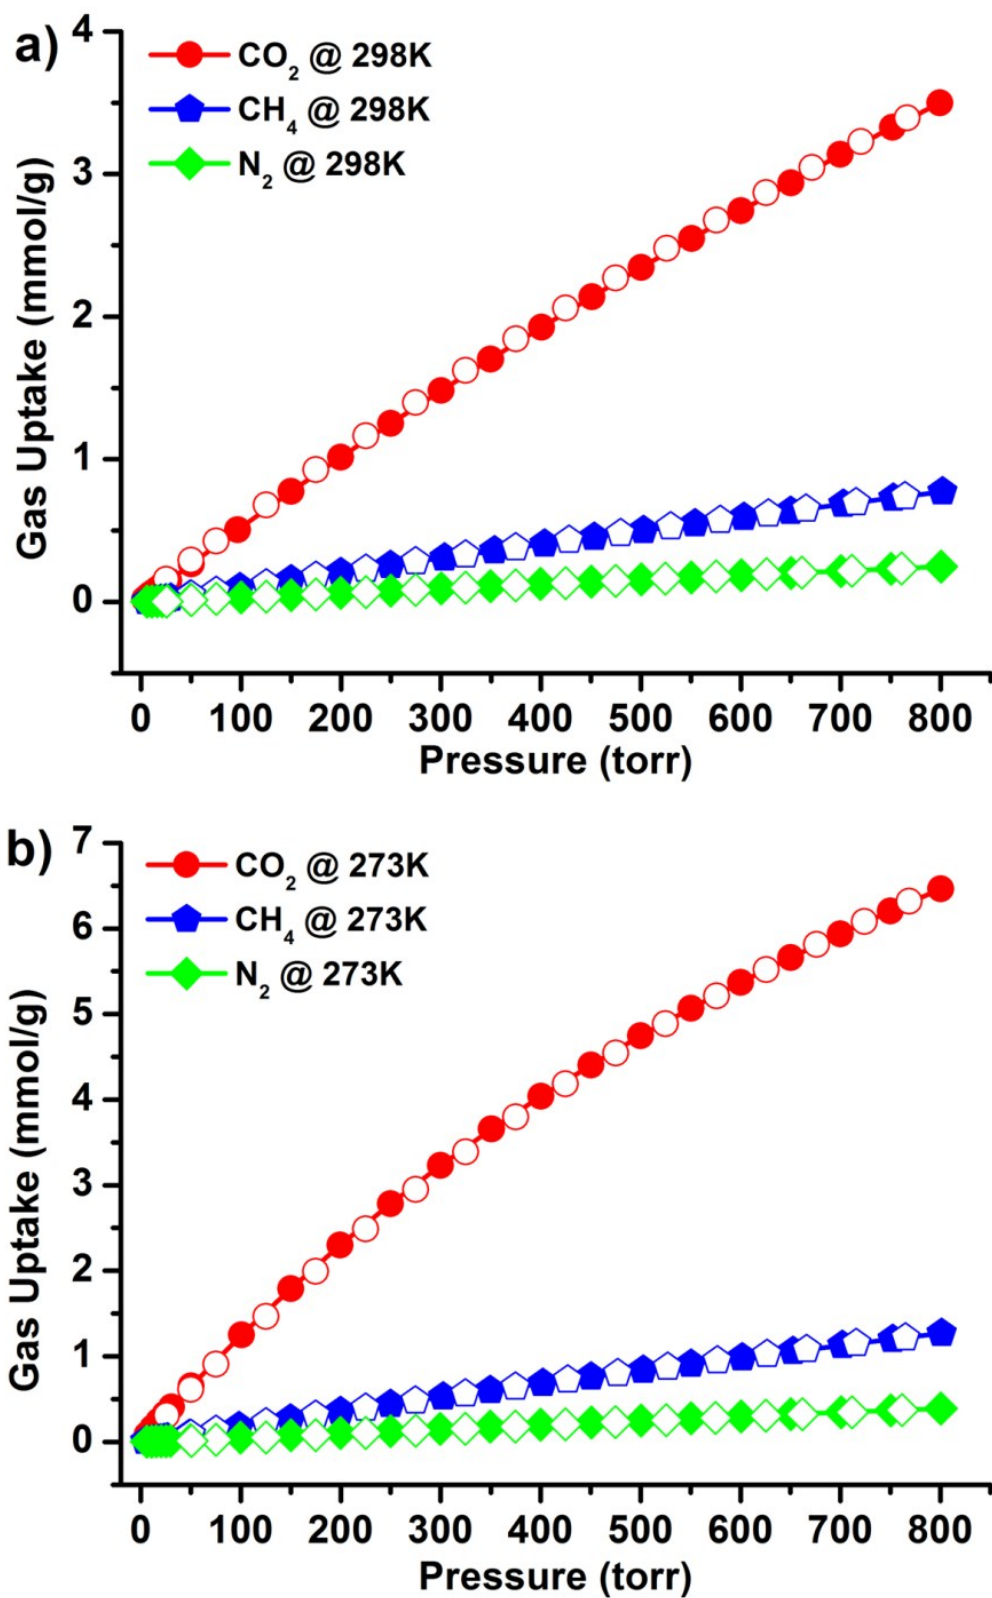 a)
CO2 @ 298K
CH4 @ 298K
N2 @ 298K
Gas Uptake (mmol/g)
4
3
2
1
0
0 100 200 300 400 500 600 700 800
Pressure (torr)
b)
CO2 @ 273K
CH4 @ 273K
N2 @ 273K
Gas Uptake (mmol/g)
7
6
5
4
3
2
1
0
0 100 200 300 400 500 600 700 800
Pressure (torr)